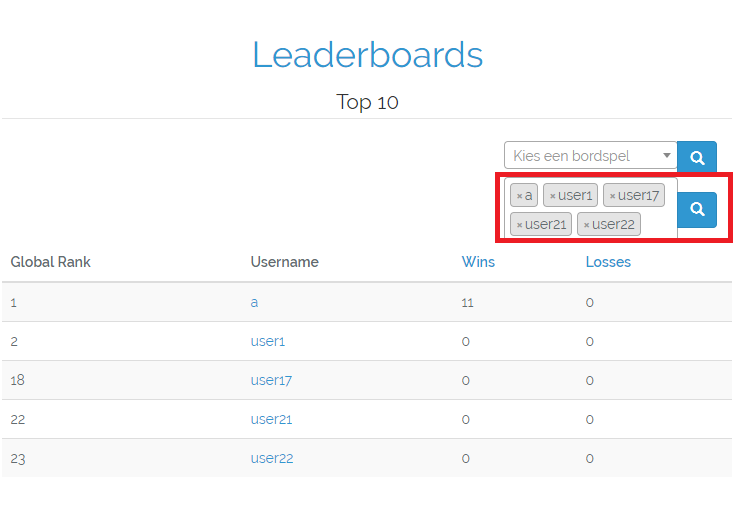 Leaderboards
Top 10
Kies een bordspel
× a × user1 × user17
× user21 × user22
Global Rank Username Wins Losses
1 a 11 0
2 user1 0 0
18 user17 0 0
22 user21 0 0
23 user22 0 0